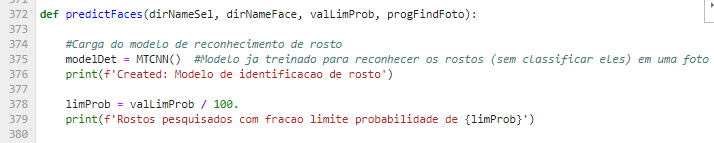 372 def predictFaces(dirNameSel, dirNameFace, valLimProb, progFindFoto):
373
374 #Carga do modelo de reconhecimento de rosto
375 modelDet = MTCNN() #Modelo ja treinado para reconhecer os rostos (sem classificar eles) em uma foto
376 print(f'Created: Modelo de identificacao de rosto')
377
378 limProb = valLimProb / 100.
379 print(f'Rostos pesquisados com fracao limite probabilidade de {limProb}')
380